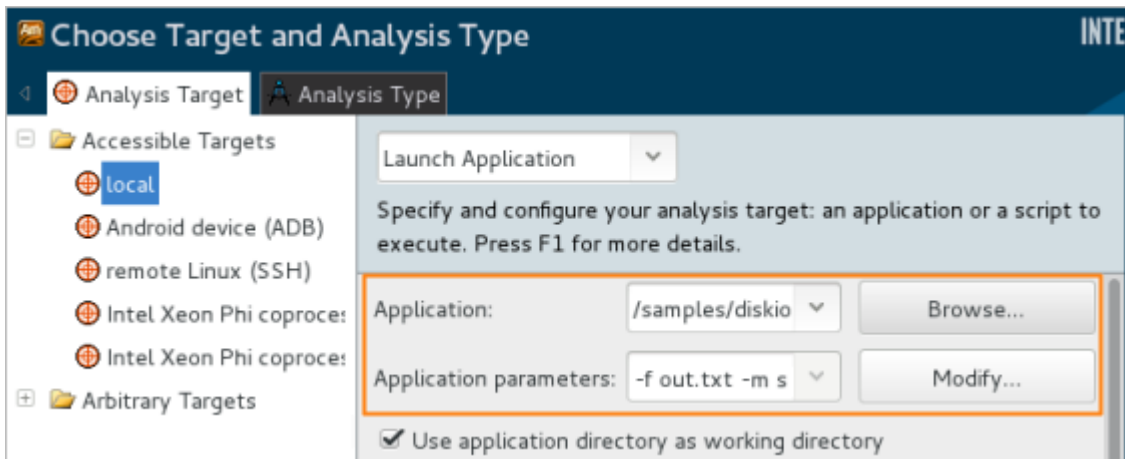 Choose Target and Analysis Type
INTE
Analysis Target
Analysis Type
Accessible Targets
local
Android device (ADB)
remote Linux (SSH)
Intel Xeon Phi coproces
Intel Xeon Phi coproces
Arbitrary Targets
Launch Application
Specify and configure your analysis target: an application or a script to
execute. Press F1 for more details.
Application:
/samples/diskio
Browse...
Application parameters:
-f out.txt -m s
Modify...
Use application directory as working directory